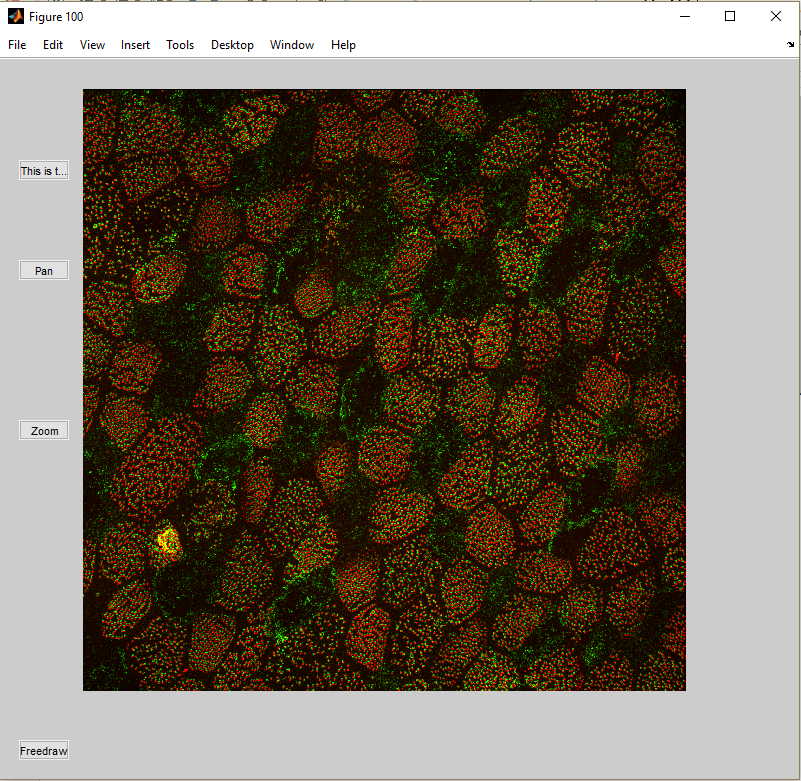 Figure 100
File Edit View Insert Tools Desktop Window Help
This is t...
Pan
Zoom
Freedraw